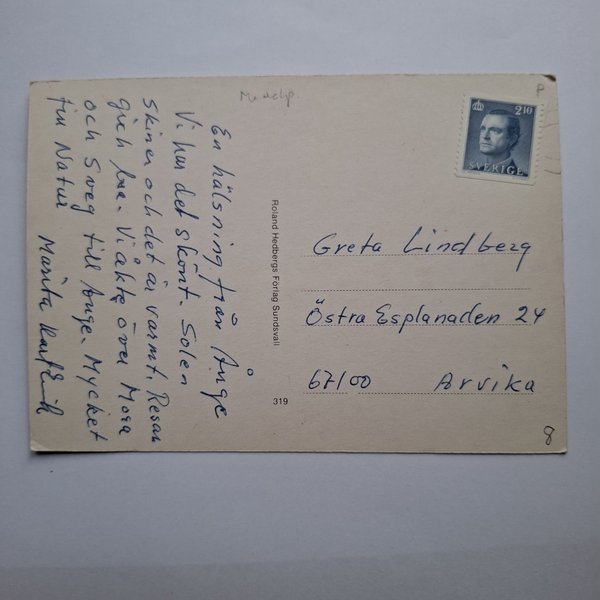 En hälsning från Ånge
Vi har det skönt. Solen
skiner och det är varmt. Resan
gick bra. Vi åkte över Mora
och Sveg till Ånge. Mycket
fin Natur
Marita
Roland Hedbergs Förlag Sundsvall
319
2.10
SVERIGE
Greta Lindberg
Östra Esplanaden 24
67100 Arvika
P
8